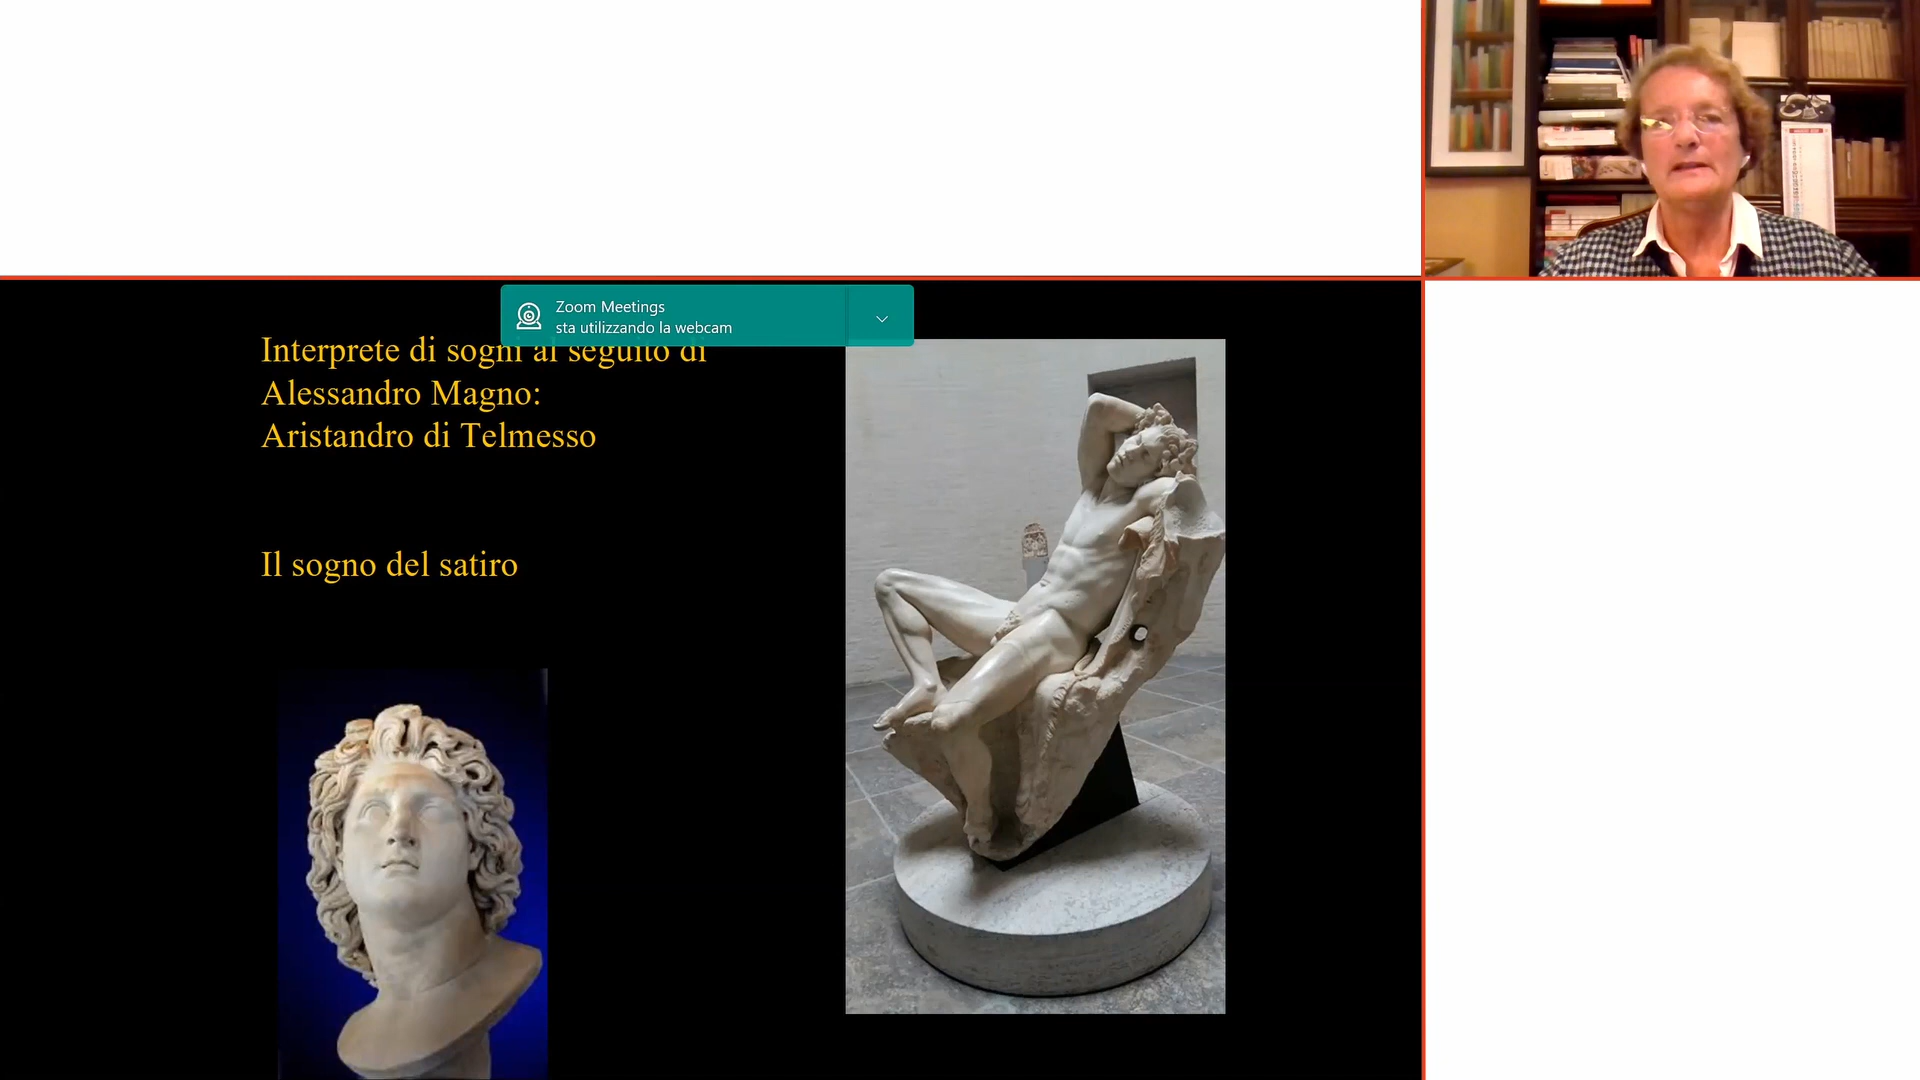 Zoom Meetings
sta utilizzando la webcam
Interprete di sogni al seguito di
Alessandro Magno:
Aristandro di Telmesso
Il sogno del satiro